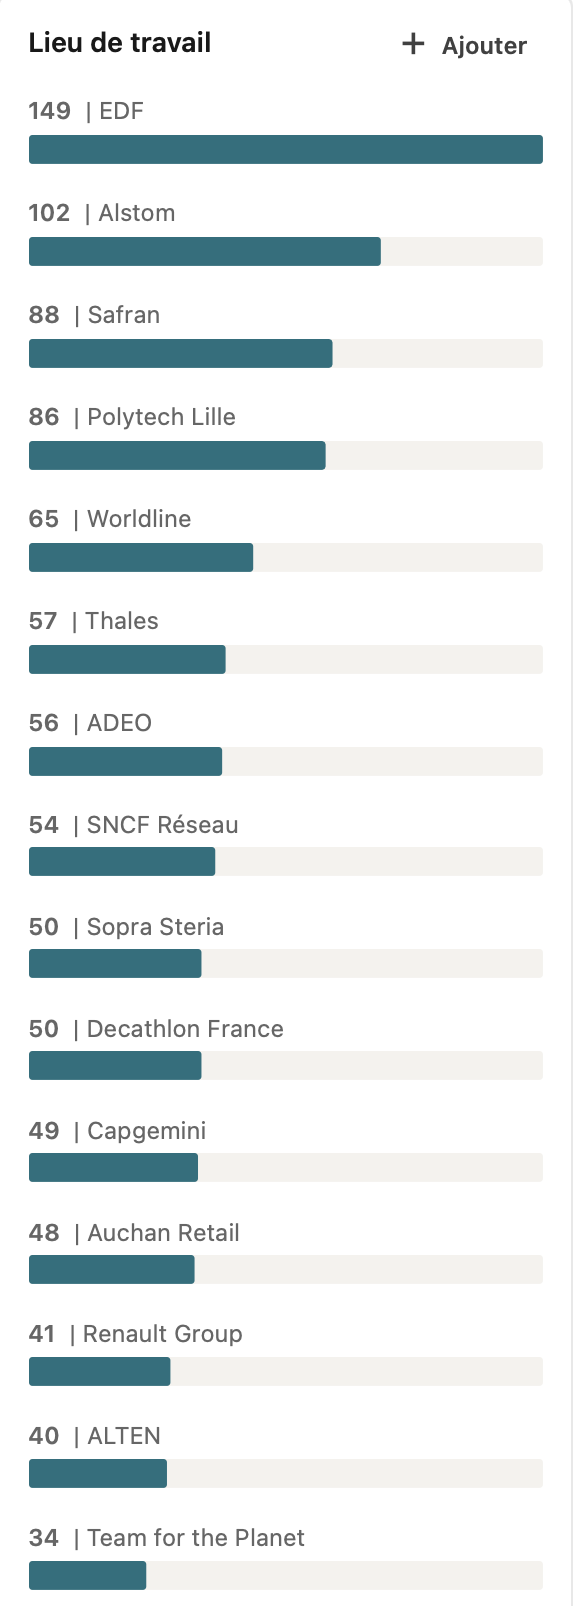 Lieu de travail + Ajouter
149 | EDF
102 | Alstom
88 | Safran
86 | Polytech Lille
65 | Worldline
57 | Thales
56 | ADEO
54 | SNCF Réseau
50 | Sopra Steria
50 | Decathlon France
49 | Capgemini
48 | Auchan Retail
41 | Renault Group
40 | ALTEN
34 | Team for the Planet